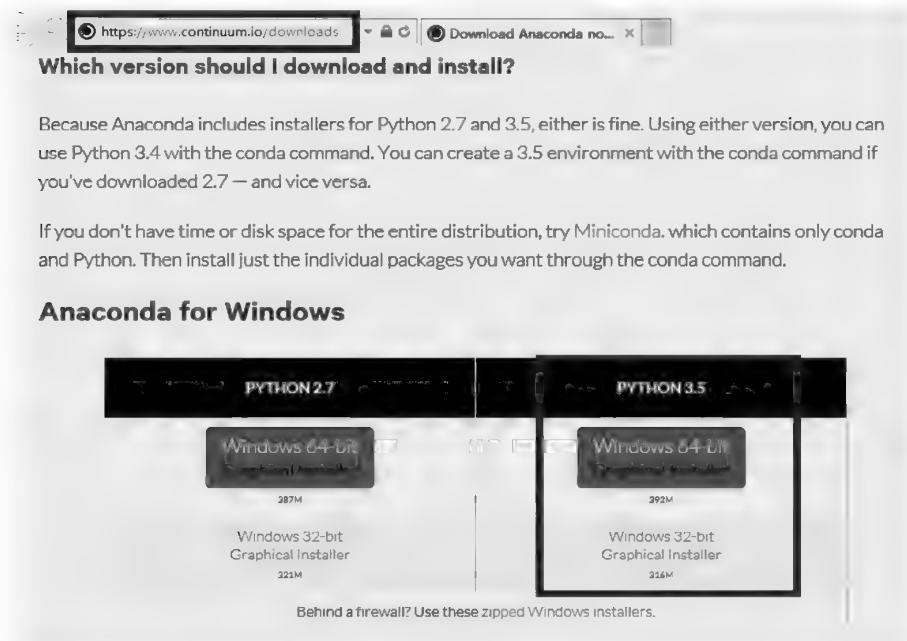 https://www.continuum.io/downloads
Download Anaconda no... ×
Which version should I download and install?
Because Anaconda includes installers for Python 2.7 and 3.5, either is fine. Using either version, you can
use Python 3.4 with the conda command. You can create a 3.5 environment with the conda command if
you've downloaded 2.7 — and vice versa.
If you don't have time or disk space for the entire distribution, try Miniconda. which contains only conda
and Python. Then install just the individual packages you want through the conda command.
Anaconda for Windows
PYTHON 2.7 PYTHON 3.5
Windows 64-bit Windows 64-bit
Graphical Installer Graphical Installer
387M 392M
Windows 32-bit Windows 32-bit
Graphical Installer Graphical Installer
321M 316M
Behind a firewall? Use these zipped Windows installers.